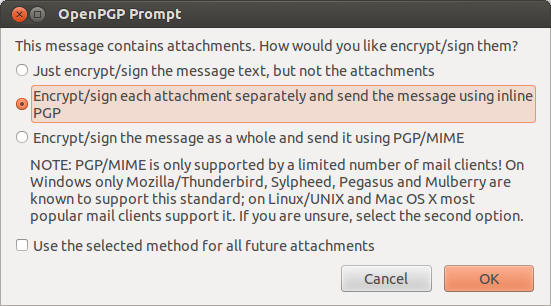 OpenPGP Prompt
This message contains attachments. How would you like encrypt/sign them?
Just encrypt/sign the message text, but not the attachments
Encrypt/sign each attachment separately and send the message using inline
PGP
Encrypt/sign the message as a whole and send it using PGP/MIME
NOTE: PGP/MIME is only supported by a limited number of mail clients! On
Windows only Mozilla/Thunderbird, Sylpheed, Pegasus and Mulberry are
known to support this standard; on Linux/UNIX and Mac OS X most
popular mail clients support it. If you are unsure, select the second option.
Use the selected method for all future attachments
Cancel OK